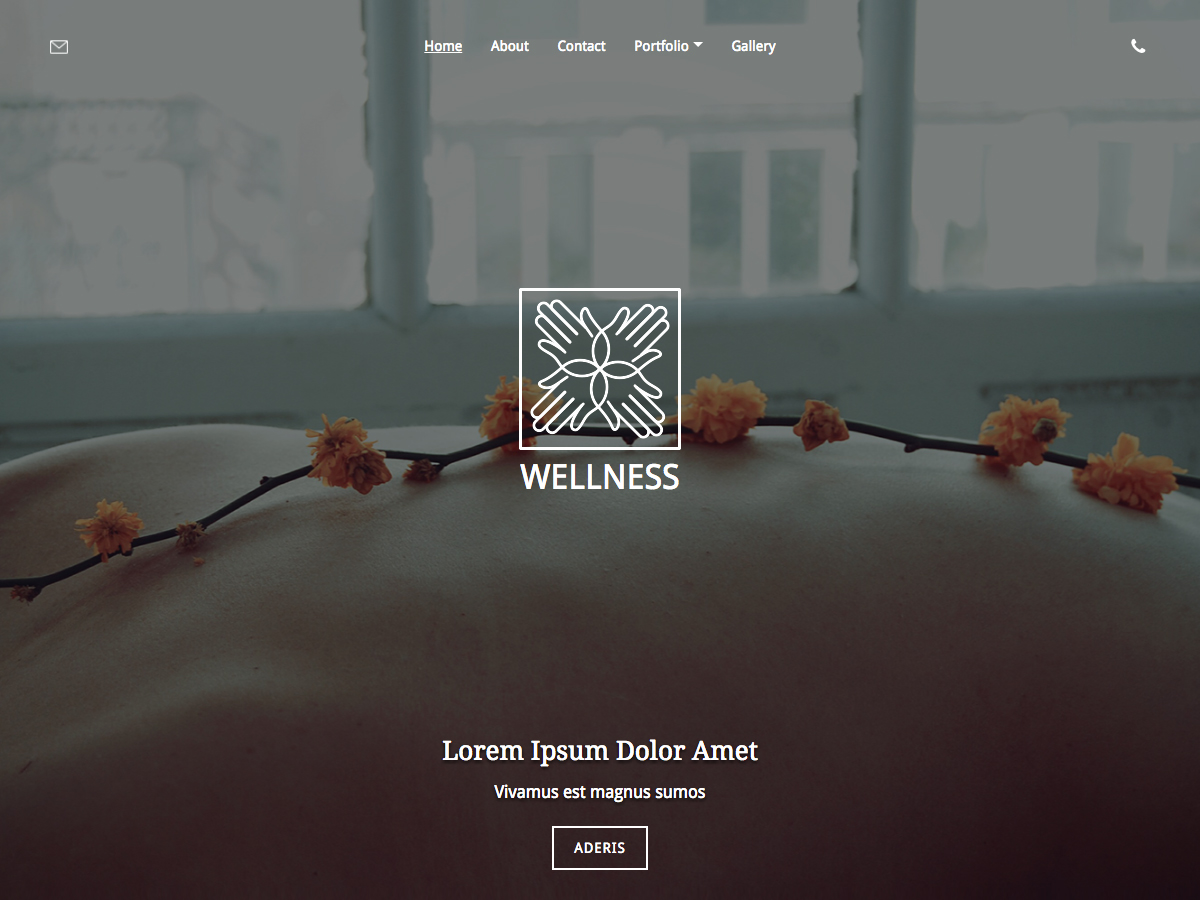 Home About Contact Portfolio Gallery
WELLNESS
Lorem Ipsum Dolor Amet
Vivamus est magnus sumos
ADERIS